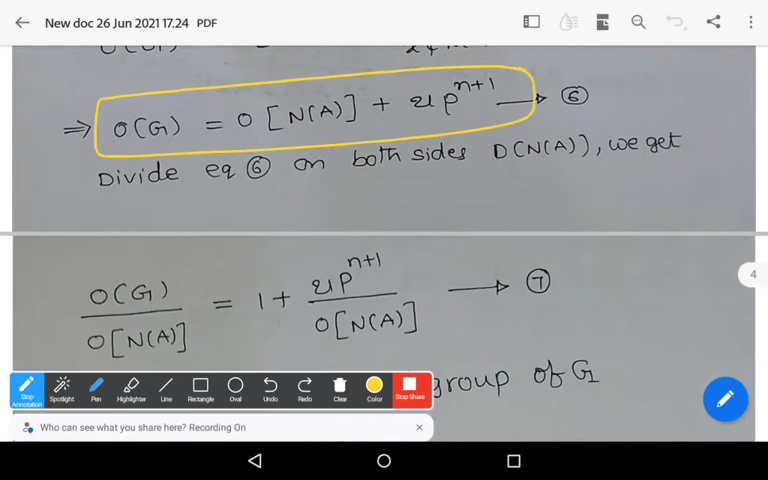 New doc 26 Jun 2021 17.24 PDF
⇒ O(G) = O[N(A)] + up^{n+1} → ⑥
Divide eq ⑥ on both sides D(N(A)), we get
O(G)/O[N(A)] = 1 + up^{n+1}/O[N(A)] → ⑦
4
group of G
Stop Annotation Spotlight Pen Highlighter Line Rectangle Oval Undo Redo Clear Color Stop Share
Who can see what you share here? Recording On